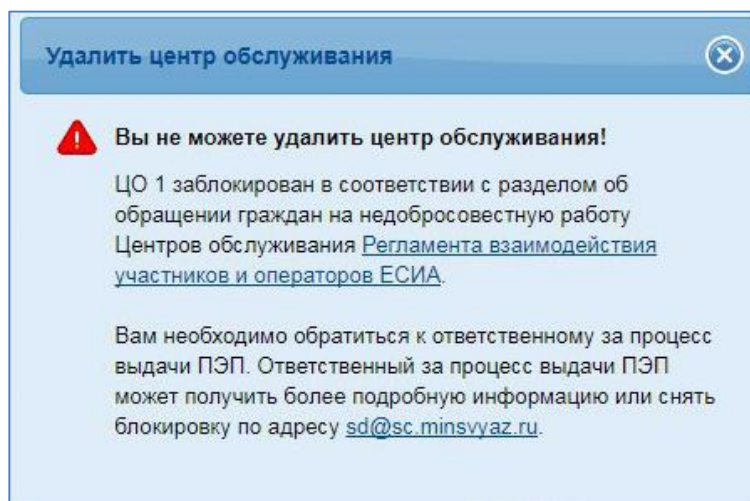 Удалить центр обслуживания
Вы не можете удалить центр обслуживания!
ЦО 1 заблокирован в соответствии с разделом об
обращении граждан на недобросовестную работу
Центров обслуживания Регламента взаимодействия
участников и операторов ЕСИА.
Вам необходимо обратиться к ответственному за процесс
выдачи ПЭП. Ответственный за процесс выдачи ПЭП
может получить более подробную информацию или снять
блокировку по адресу sd@sc.minsvyaz.ru.